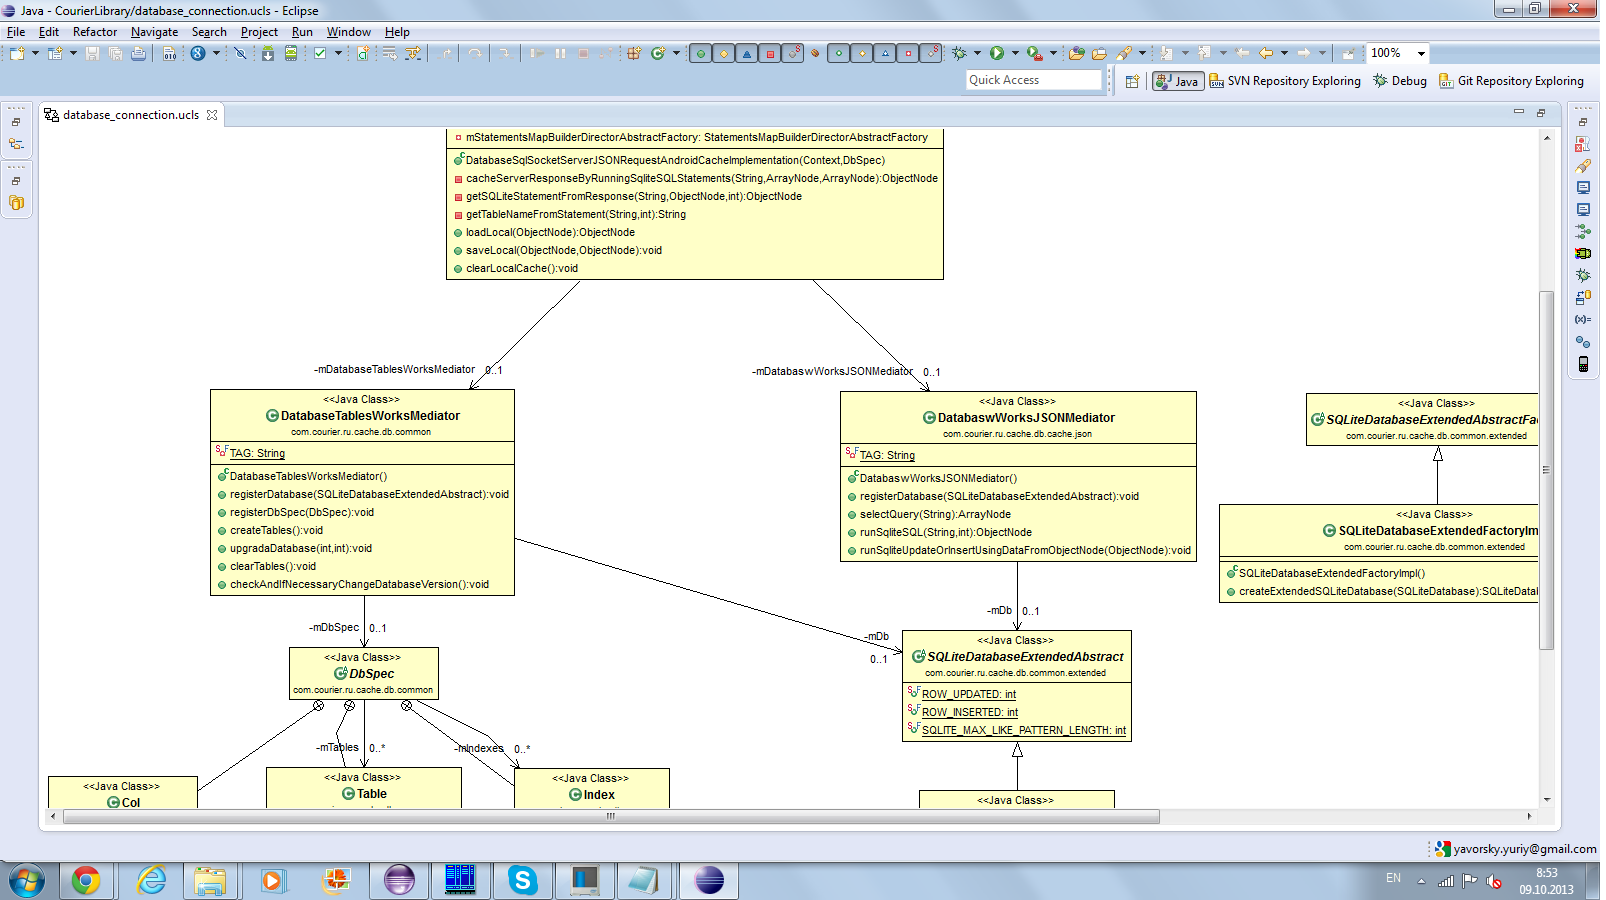 Java - CourierLibrary/database_connection.ucls - Eclipse
File Edit Refactor Navigate Search Project Run Window Help
100%
Quick Access
Java SVN Repository Exploring Debug Git Repository Exploring
database_connection.ucls
mStatementsMapBuilderDirectorAbstractFactory: StatementsMapBuilderDirectorAbstractFactory
DatabaseSqlSocketServerJSONRequestAndroidCacheImplementation(Context,DbSpec)
cacheServerResponseByRunningSqliteSQLStatements(String,ArrayNode,ArrayNode):ObjectNode
getSQLiteStatementFromResponse(String,ObjectNode,int):ObjectNode
getTableNameFromStatement(String,int):String
loadLocal(ObjectNode):ObjectNode
saveLocal(ObjectNode,ObjectNode):void
clearLocalCache():void
-mDatabaseTablesWorksMediator 0..1
-mDatabaswWorksJSONMediator 0..1
<<Java Class>>
DatabaseTablesWorksMediator
com.courier.ru.cache.db.common
TAG: String
DatabaseTablesWorksMediator()
registerDatabase(SQLiteDatabaseExtendedAbstract):void
registerDbSpec(DbSpec):void
createTables():void
upgradaDatabase(int,int):void
clearTables():void
checkAndIfNecessaryChangeDatabaseVersion():void
<<Java Class>>
DatabaswWorksJSONMediator
com.courier.ru.cache.db.cache.json
TAG: String
DatabaswWorksJSONMediator()
registerDatabase(SQLiteDatabaseExtendedAbstract):void
selectQuery(String):ArrayNode
runSqliteSQL(String,int):ObjectNode
runSqliteUpdateOrInsertUsingDataFromObjectNode(ObjectNode):void
<<Java Class>>
SQLiteDatabaseExtendedAbstractFa
com.courier.ru.cache.db.common.extended
<<Java Class>>
SQLiteDatabaseExtendedFactoryImp
com.courier.ru.cache.db.common.extended
SQLiteDatabaseExtendedFactoryImpl()
createExtendedSQLiteDatabase(SQLiteDatabase):SQLiteDatab
-mDbSpec 0..1
-mDb 0..1
-mDb
0..1
<<Java Class>>
DbSpec
com.courier.ru.cache.db.common
<<Java Class>>
SQLiteDatabaseExtendedAbstract
com.courier.ru.cache.db.common.extended
ROW_UPDATED: int
ROW_INSERTED: int
SQLITE_MAX_LIKE_PATTERN_LENGTH: int
-mTables 0..*
-mIndexes 0..*
<<Java Class>>
Col
<<Java Class>>
Table
<<Java Class>>
Index
<<Java Class>>
yavorsky.yuriy@gmail.com
EN
8:53
09.10.2013